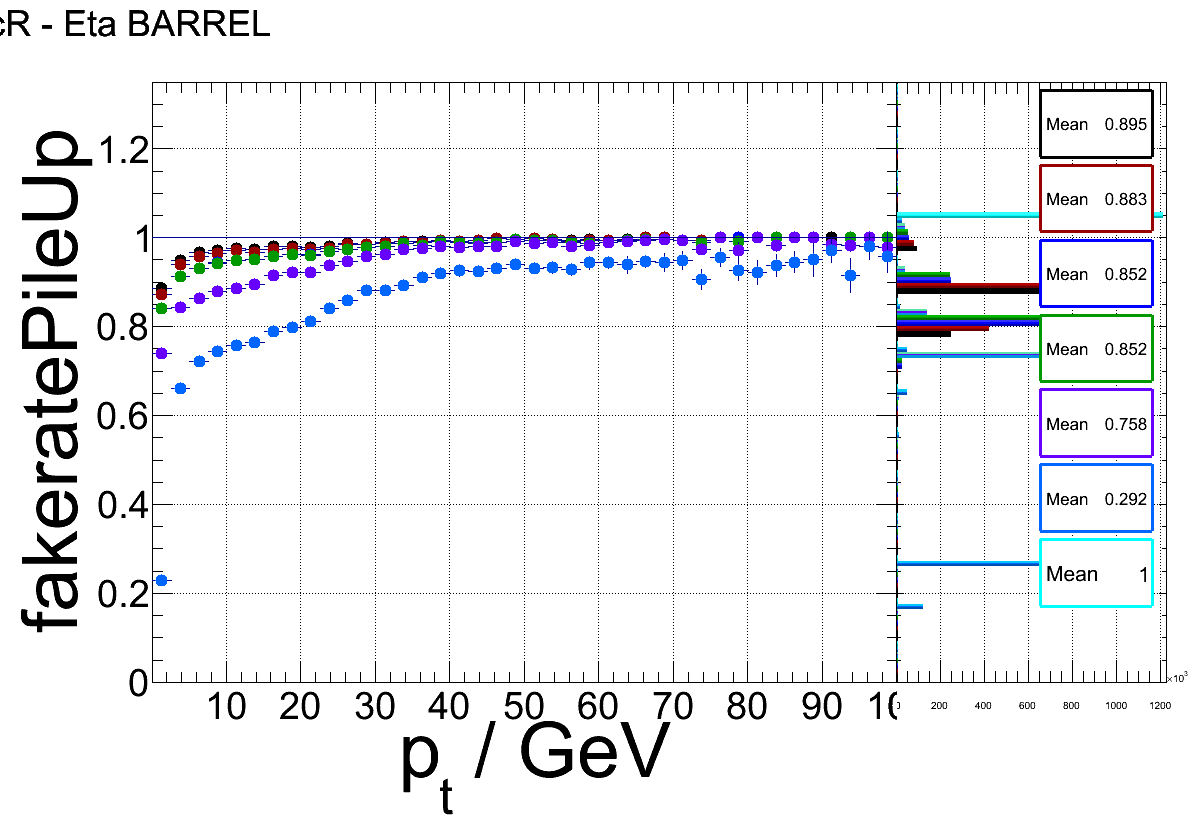 cR - Eta BARREL
fakeratePileUp
1.2
1
0.8
0.6
0.4
0.2
0
10 20 30 40 50 60 70 80 90 10
p_t / GeV
Mean 0.895
Mean 0.883
Mean 0.852
Mean 0.852
Mean 0.758
Mean 0.292
Mean 1
×10³
0 200 400 600 800 1000 1200